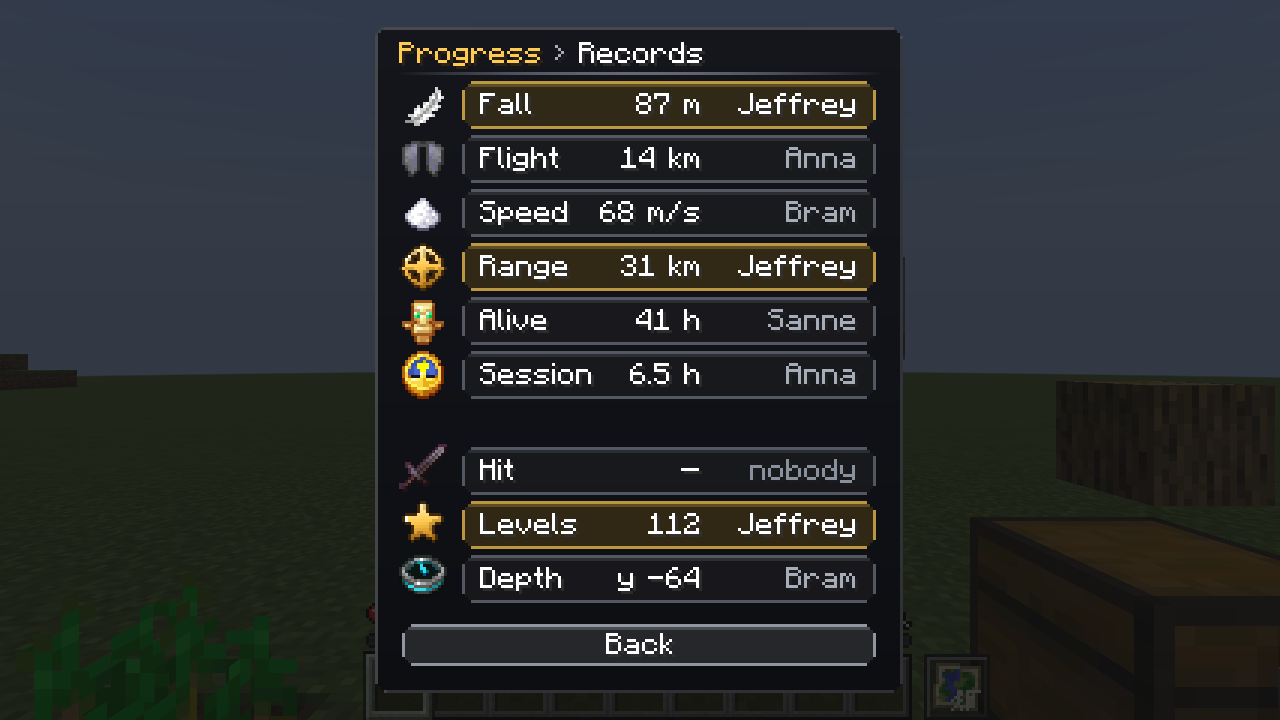 Progress > Records
Fall 87 m Jeffrey
Flight 14 km Anna
Speed 68 m/s Bram
Range 31 km Jeffrey
Alive 41 h Sanne
Session 6.5 h Anna
Hit – nobody
Levels 112 Jeffrey
Depth y -64 Bram
Back